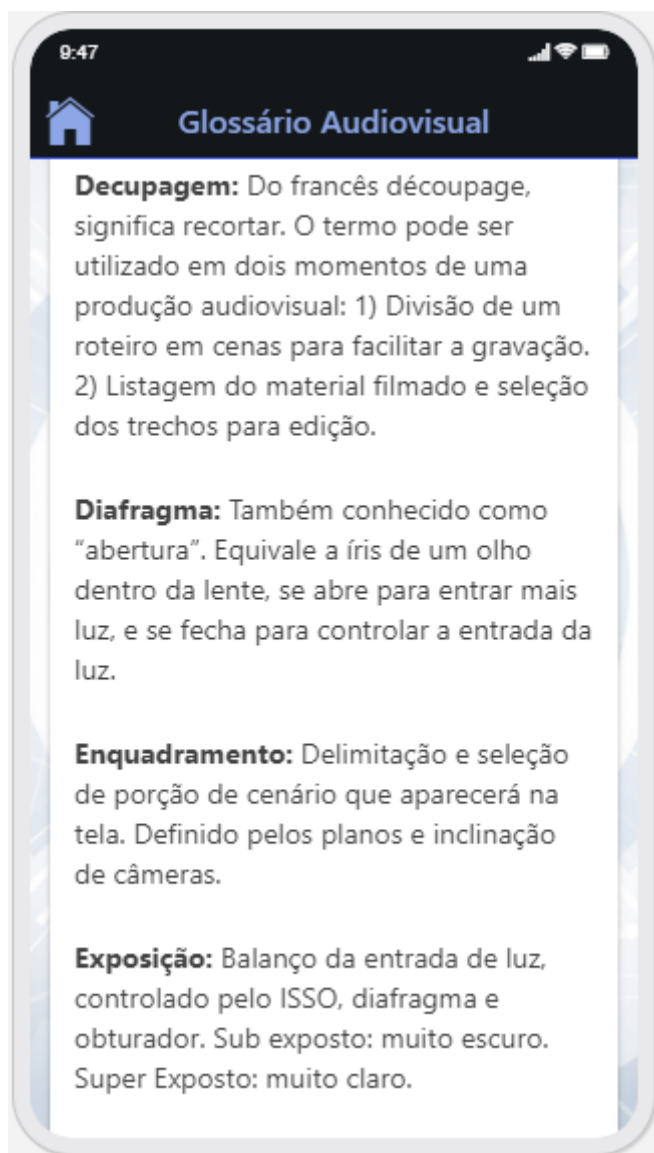 9:47
Glossário Audiovisual
Decupagem: Do francês découpage,
significa recortar. O termo pode ser
utilizado em dois momentos de uma
produção audiovisual: 1) Divisão de um
roteiro em cenas para facilitar a gravação.
2) Listagem do material filmado e seleção
dos trechos para edição.
Diafragma: Também conhecido como
“abertura”. Equivale a íris de um olho
dentro da lente, se abre para entrar mais
luz, e se fecha para controlar a entrada da
luz.
Enquadramento: Delimitação e seleção
de porção de cenário que aparecerá na
tela. Definido pelos planos e inclinação
de câmeras.
Exposição: Balanço da entrada de luz,
controlado pelo ISSO, diafragma e
obturador. Sub exposto: muito escuro.
Super Exposto: muito claro.